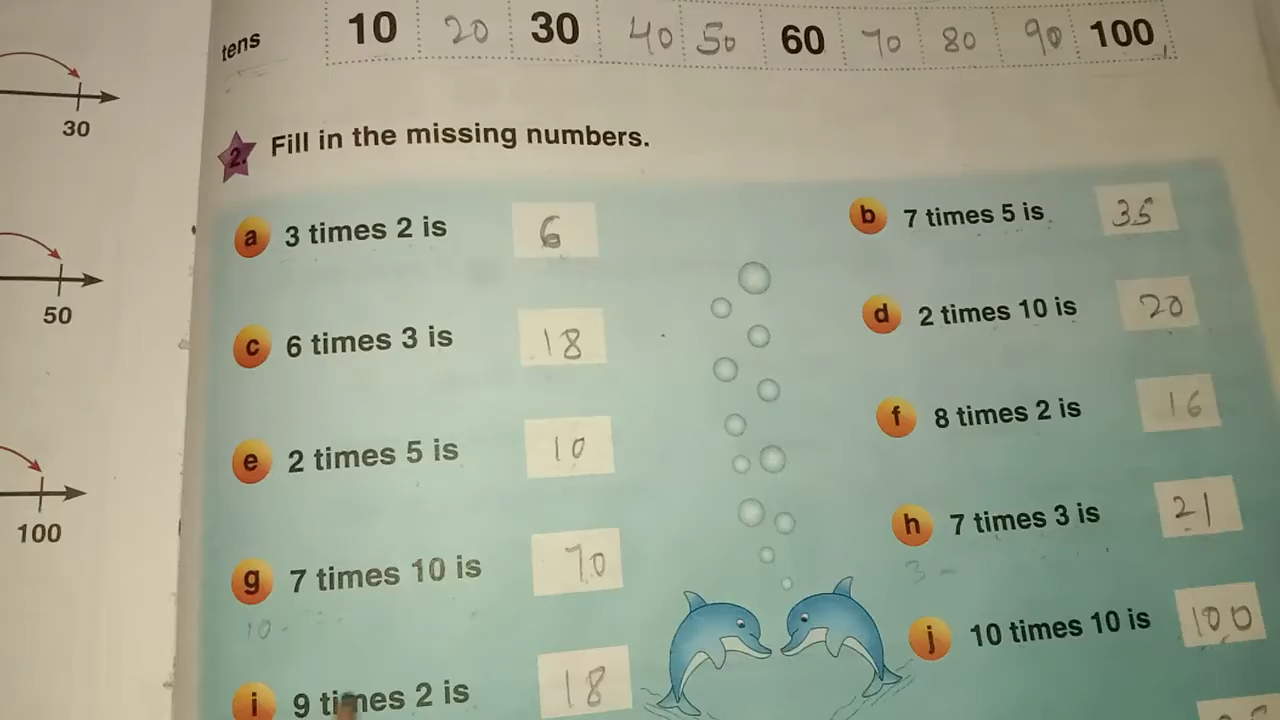 tens 10 20 30 40 50 60 70 80 90 100
30
2. Fill in the missing numbers.
a 3 times 2 is 6
b 7 times 5 is 35
50
c 6 times 3 is 18
d 2 times 10 is 20
e 2 times 5 is 10
f 8 times 2 is 16
100
g 7 times 10 is 70
10 -
h 7 times 3 is 21
3 -
i 9 times 2 is 18
j 10 times 10 is 100